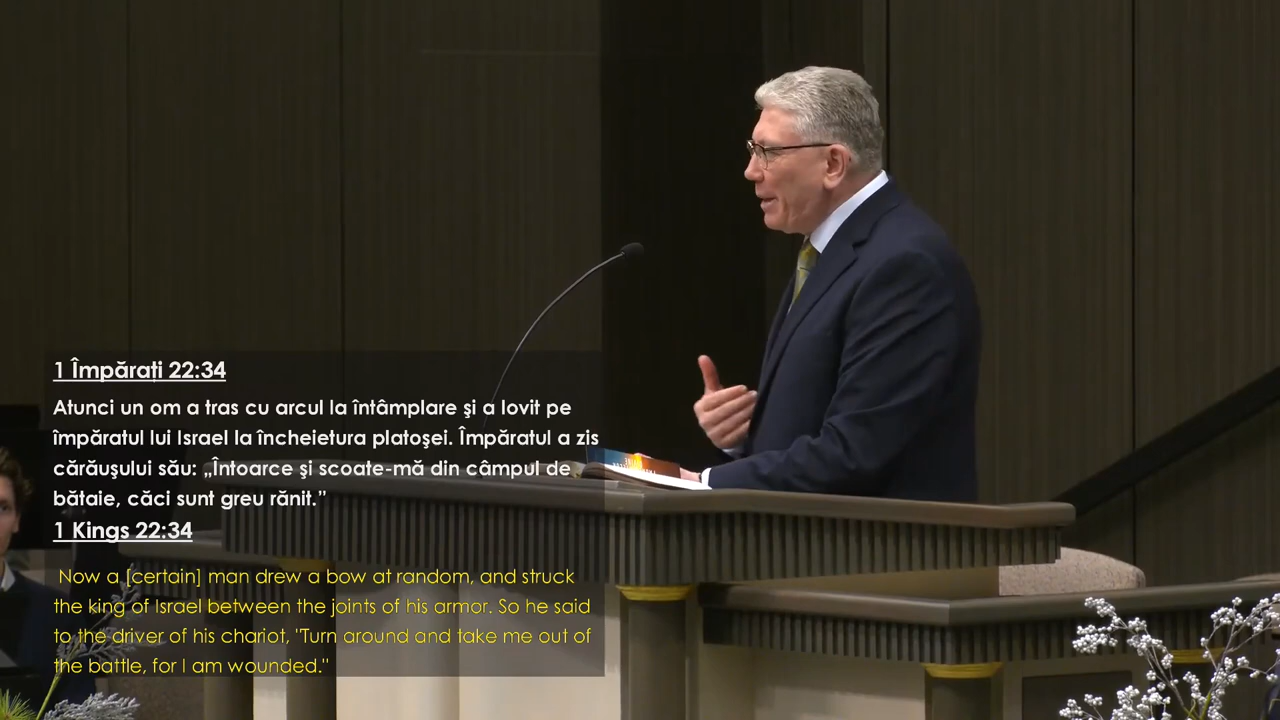 1 Împărați 22:34
Atunci un om a tras cu arcul la întâmplare şi a lovit pe
împăratul lui Israel la încheietura platoşei. Împăratul a zis
cărăuşului său: „Întoarce şi scoate-mă din câmpul de
bătaie, căci sunt greu rănit.”
1 Kings 22:34
Now a [certain] man drew a bow at random, and struck
the king of Israel between the joints of his armor. So he said
to the driver of his chariot, "Turn around and take me out of
the battle, for I am wounded."